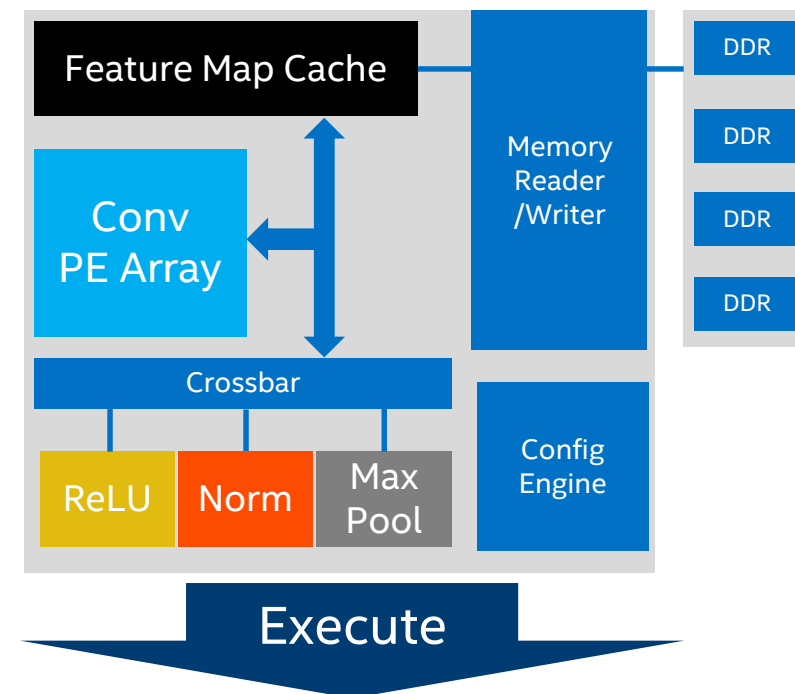 Feature Map Cache
Conv
PE Array
Memory
Reader
/Writer
DDR
DDR
DDR
DDR
Crossbar
ReLU
Norm
Max
Pool
Config
Engine
Execute